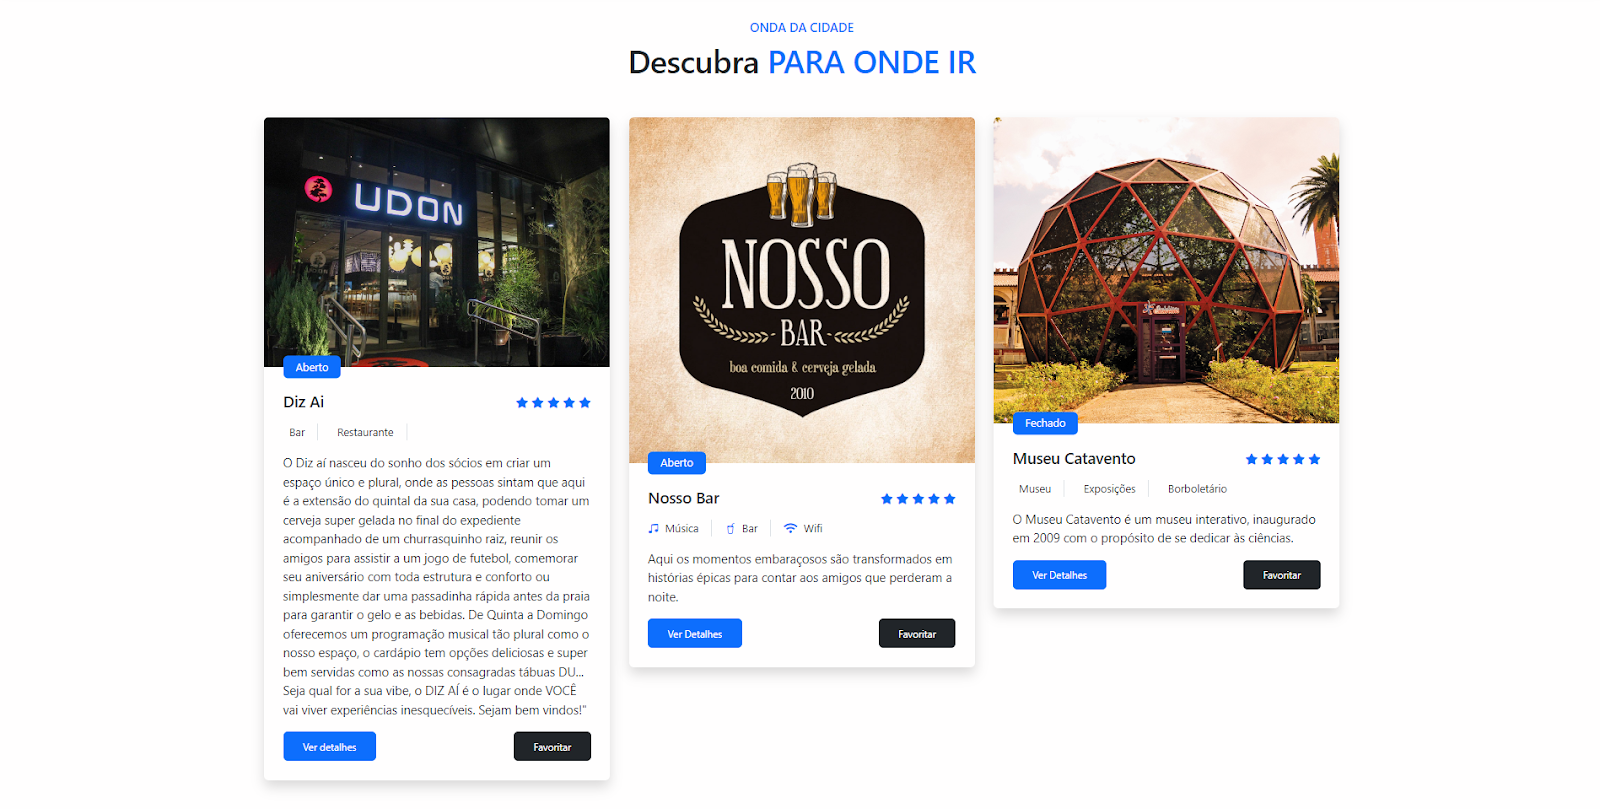 ONDA DA CIDADE
Descubra PARA ONDE IR
UDON
Aberto
Diz Ai
Bar
Restaurante
O Diz aí nasceu do sonho dos sócios em criar um
espaço único e plural, onde as pessoas sintam que aqui
é a extensão do quintal da sua casa, podendo tomar um
cerveja super gelada no final do expediente
acompanhado de um churrasquinho raiz, reunir os
amigos para assistir a um jogo de futebol, comemorar
seu aniversário com toda estrutura e conforto ou
simplesmente dar uma passadinha rápida antes da praia
para garantir o gelo e as bebidas. De Quinta a Domingo
oferecemos um programação musical tão plural como o
nosso espaço, o cardápio tem opções deliciosas e super
bem servidas como as nossas consagradas tábuas DU...
Seja qual for a sua vibe, o DIZ AÍ é o lugar onde VOCÊ
vai viver experiências inesquecíveis. Sejam bem vindos!"
Ver detalhes
Favoritar
NOSSO
BAR
boa comida & cerveja gelada
2010
Aberto
Nosso Bar
Música
Bar
Wifi
Aqui os momentos embaraçosos são transformados em
histórias épicas para contar aos amigos que perderam a
noite.
Ver Detalhes
Favoritar
Fechado
Museu Catavento
Museu
Exposições
Borboletário
O Museu Catavento é um museu interativo, inaugurado
em 2009 com o propósito de se dedicar às ciências.
Ver Detalhes
Favoritar